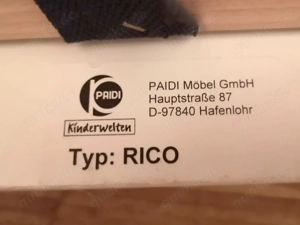 PAIDI
Kinderwelten
PAIDI Möbel GmbH
Hauptstraße 87
D-97840 Hafenlohr
Typ: RICO